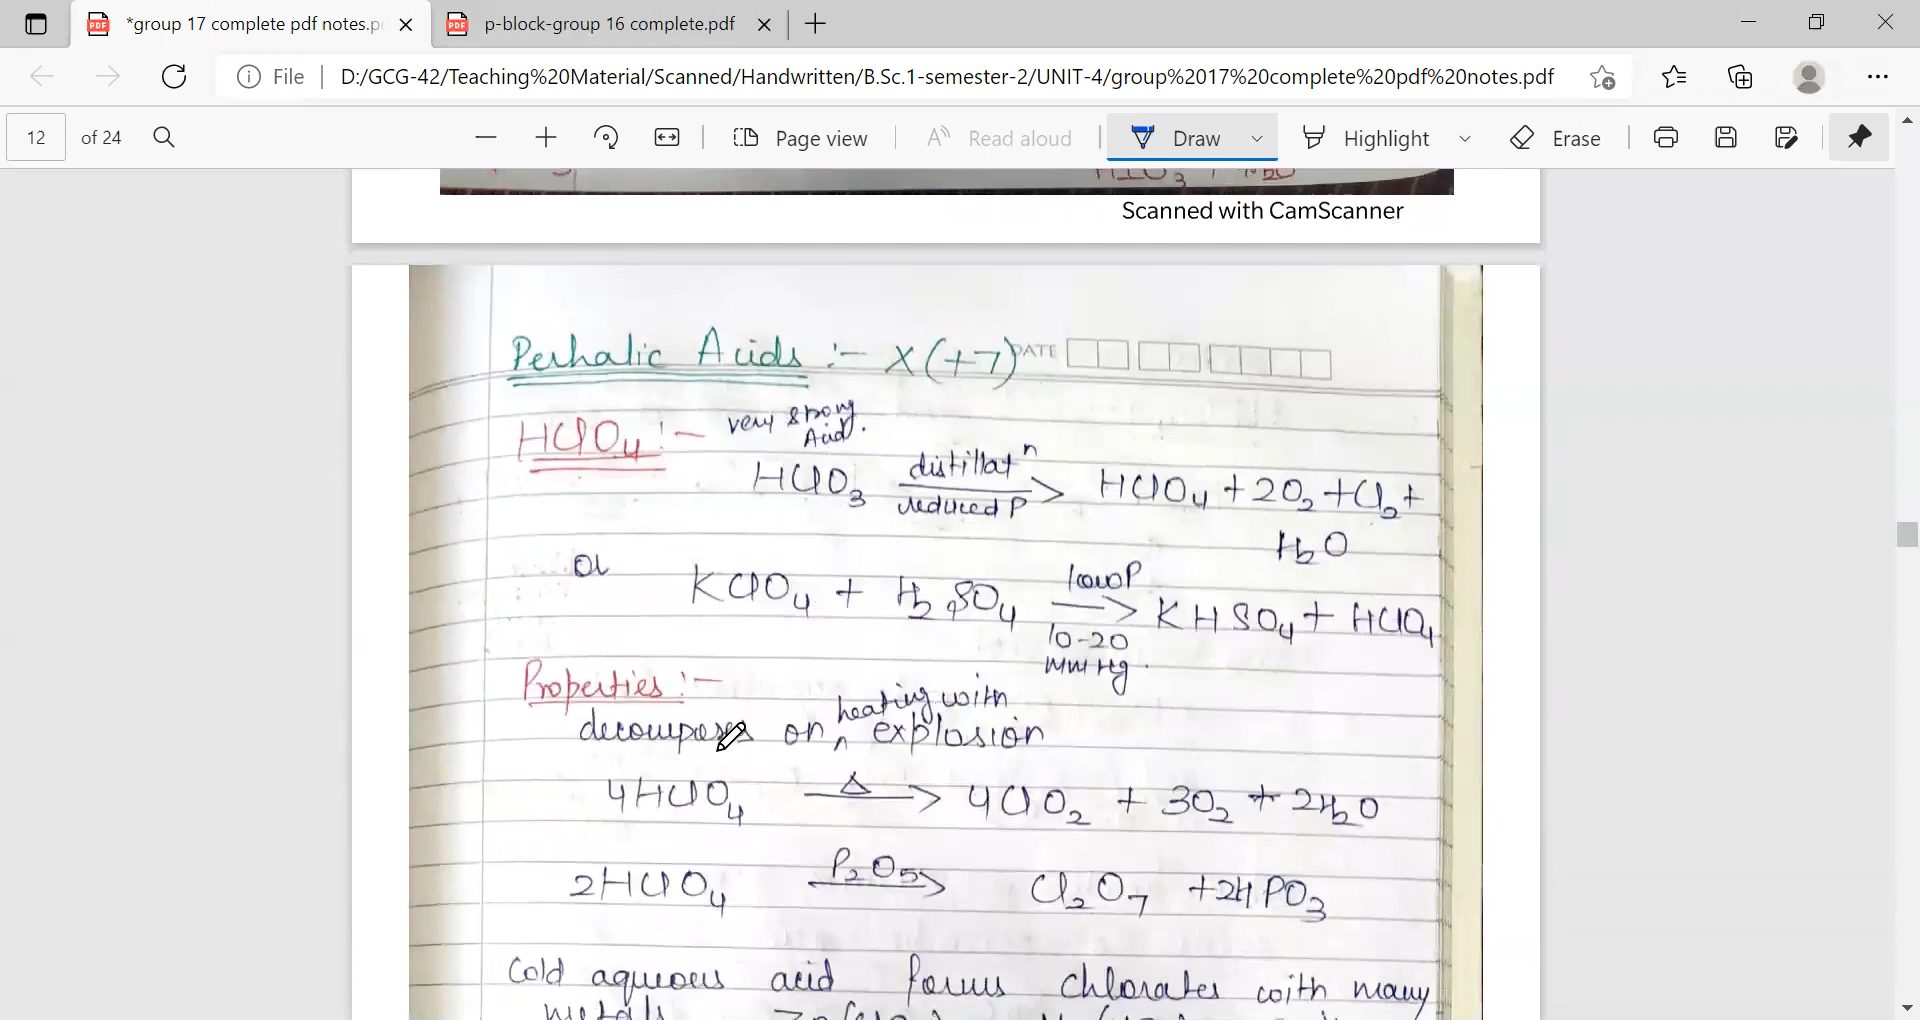 *group 17 complete pdf notes.p
p-block-group 16 complete.pdf
File
D:/GCG-42/Teaching%20Material/Scanned/Handwritten/B.Sc.1-semester-2/UNIT-4/group%2017%20complete%20pdf%20notes.pdf
12 of 24
Page view
Read aloud
Draw
Highlight
Erase
Scanned with CamScanner
Perhalic Acids :- X(+7) DATE
HClO4 :- very strong Acid.
HClO3 distillatn reduced P > HClO4 + 2O2 + Cl2 +
H2O
or
KClO4 + H2SO4 low P 10-20 mm Hg -> KHSO4 + HClO4
Properties :-
decomposes on heating with explosion
4HClO4 Δ -> 4ClO2 + 3O2 + 2H2O
2HClO4 P2O5 -> Cl2O7 + 2HPO3
Cold aqueous acid forms chlorates with many
metals